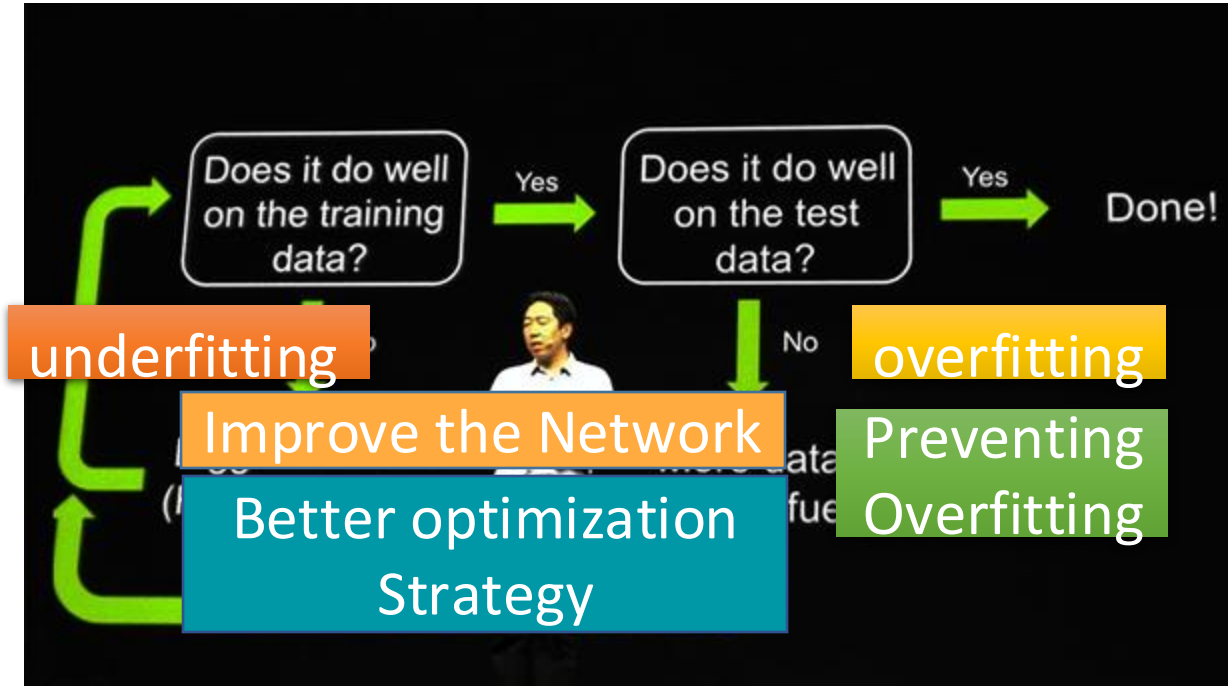 Does it do well
on the training
data?
Yes
Does it do well
on the test
data?
Yes
Done!
underfitting
No
overfitting
Improve the Network
Preventing
Overfitting
Better optimization
Strategy